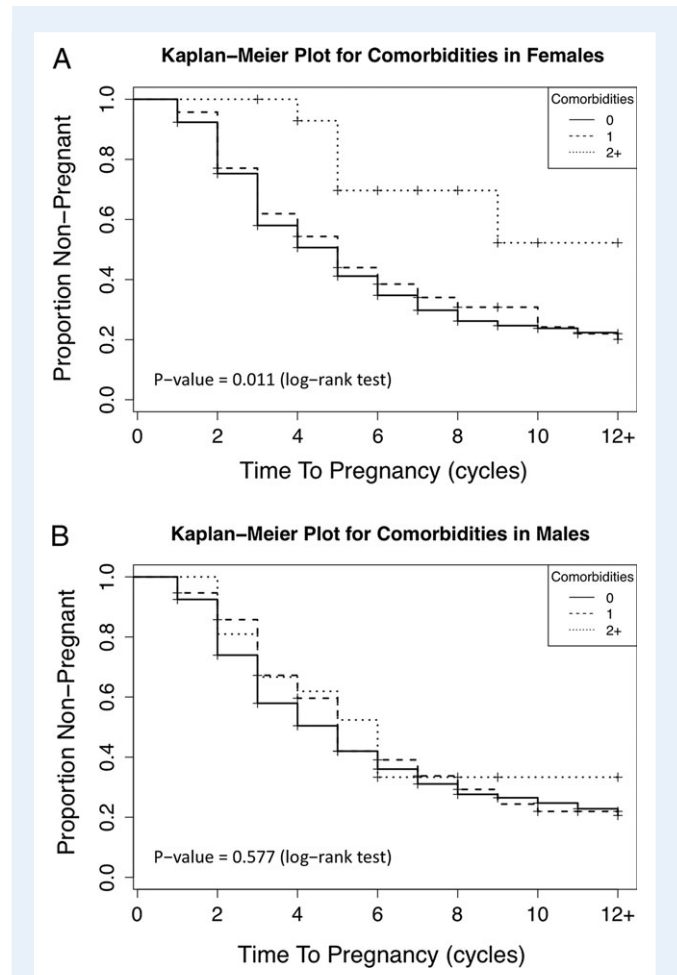 A
Kaplan−Meier Plot for Comorbidities in Females
Proportion Non−Pregnant
1.0
0.8
0.6
0.4
0.2
0.0
Comorbidities
0
1
2+
P−value = 0.011 (log−rank test)
0 2 4 6 8 10 12+
Time To Pregnancy (cycles)
B
Kaplan−Meier Plot for Comorbidities in Males
Proportion Non−Pregnant
1.0
0.8
0.6
0.4
0.2
0.0
Comorbidities
0
1
2+
P−value = 0.577 (log−rank test)
0 2 4 6 8 10 12+
Time To Pregnancy (cycles)